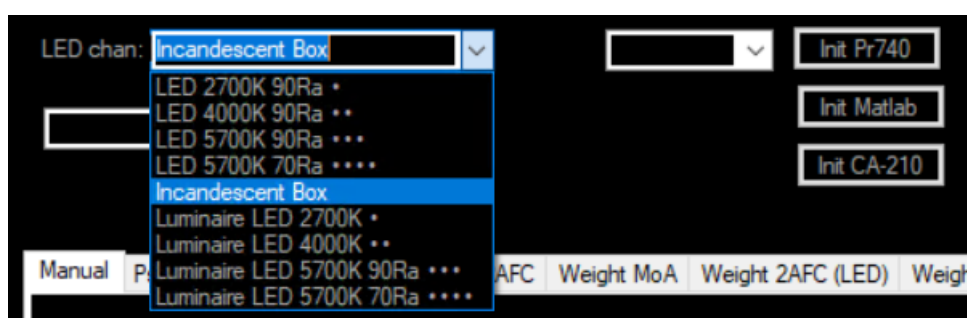 LED chan: Incandescent Box
Init Pr740
LED 2700K 90Ra •
LED 4000K 90Ra ••
LED 5700K 90Ra •••
LED 5700K 70Ra ••••
Incandescent Box
Luminaire LED 2700K •
Luminaire LED 4000K ••
Luminaire LED 5700K 90Ra •••
Luminaire LED 5700K 70Ra ••••
Init Matlab
Init CA-210
Manual AFC Weight MoA Weight 2AFC (LED)